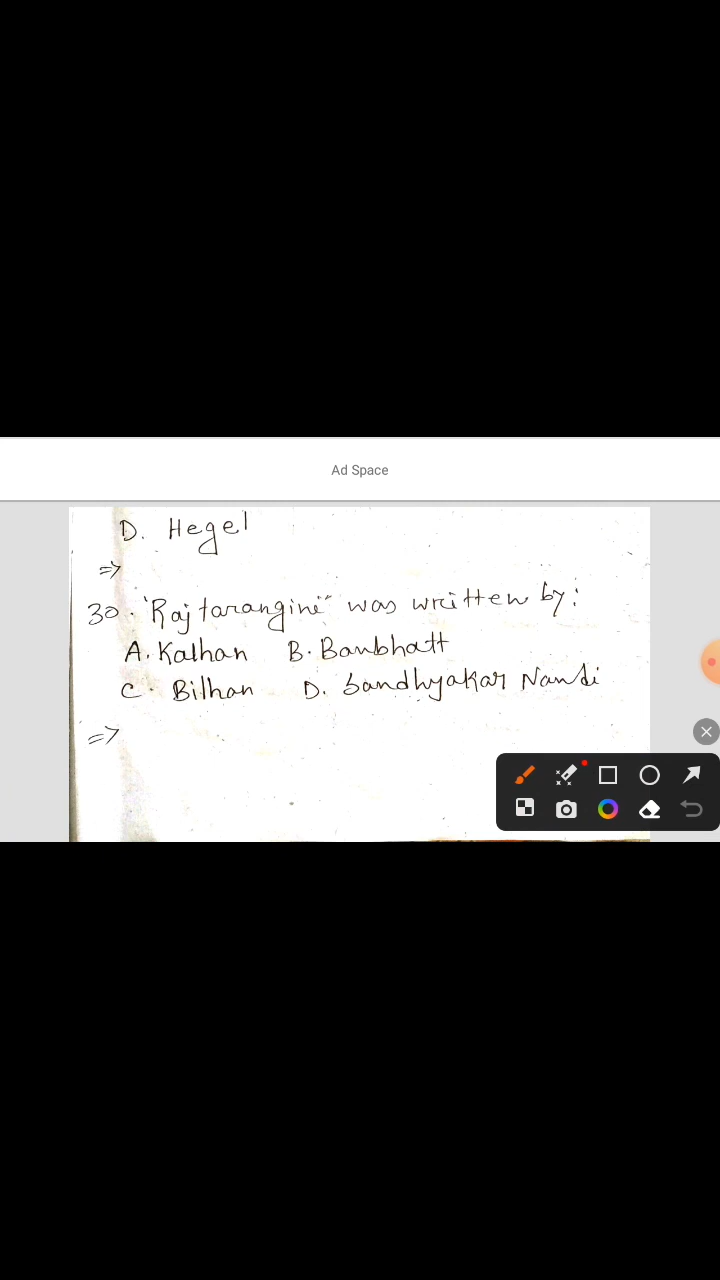 Ad Space
D. Hegel
=>
30. "Rajtarangini" was written by:
A. Kalhan B. Banbhatt
C. Bilhan D. Sandhyakar Nandi
=>